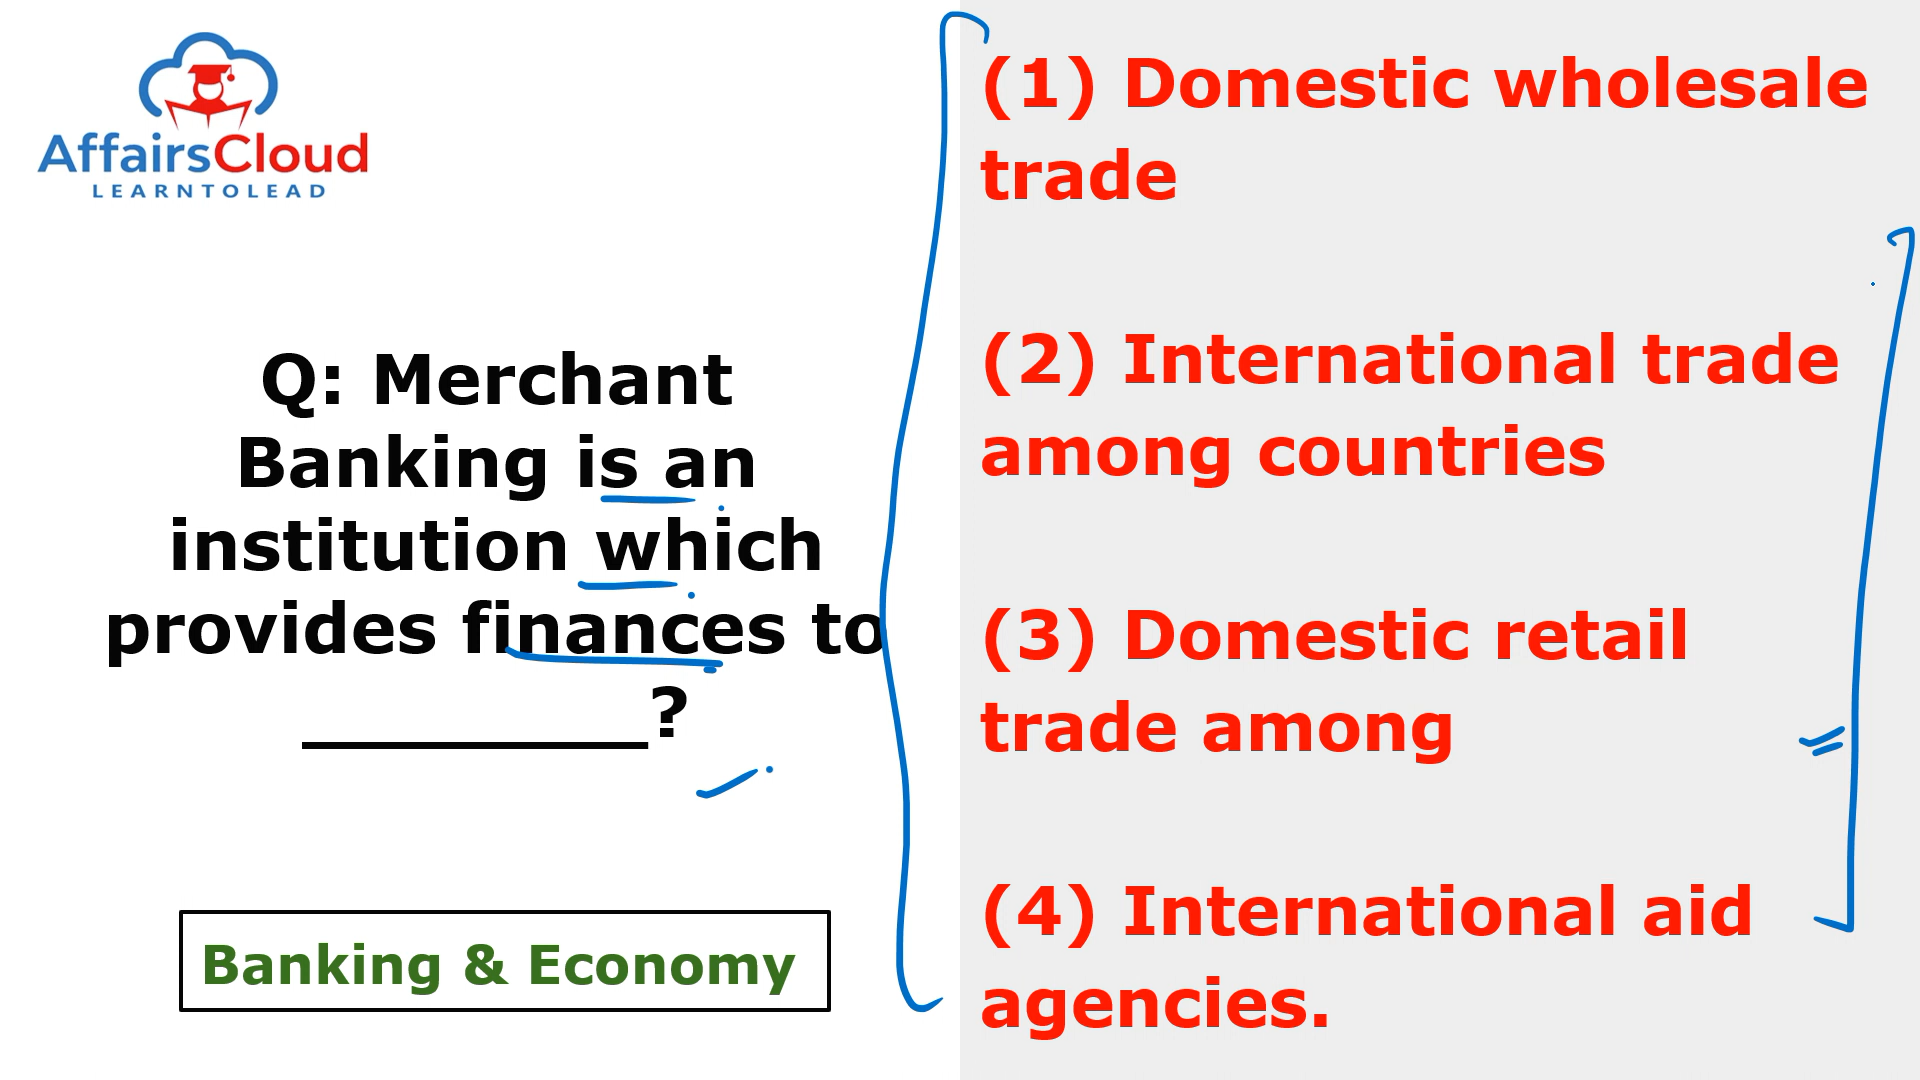 AffairsCloud
LEARNTOLEAD
Q: Merchant
Banking is an
institution which
provides finances to
__________?
Banking & Economy
(1) Domestic wholesale
trade
(2) International trade
among countries
(3) Domestic retail
trade among
(4) International aid
agencies.